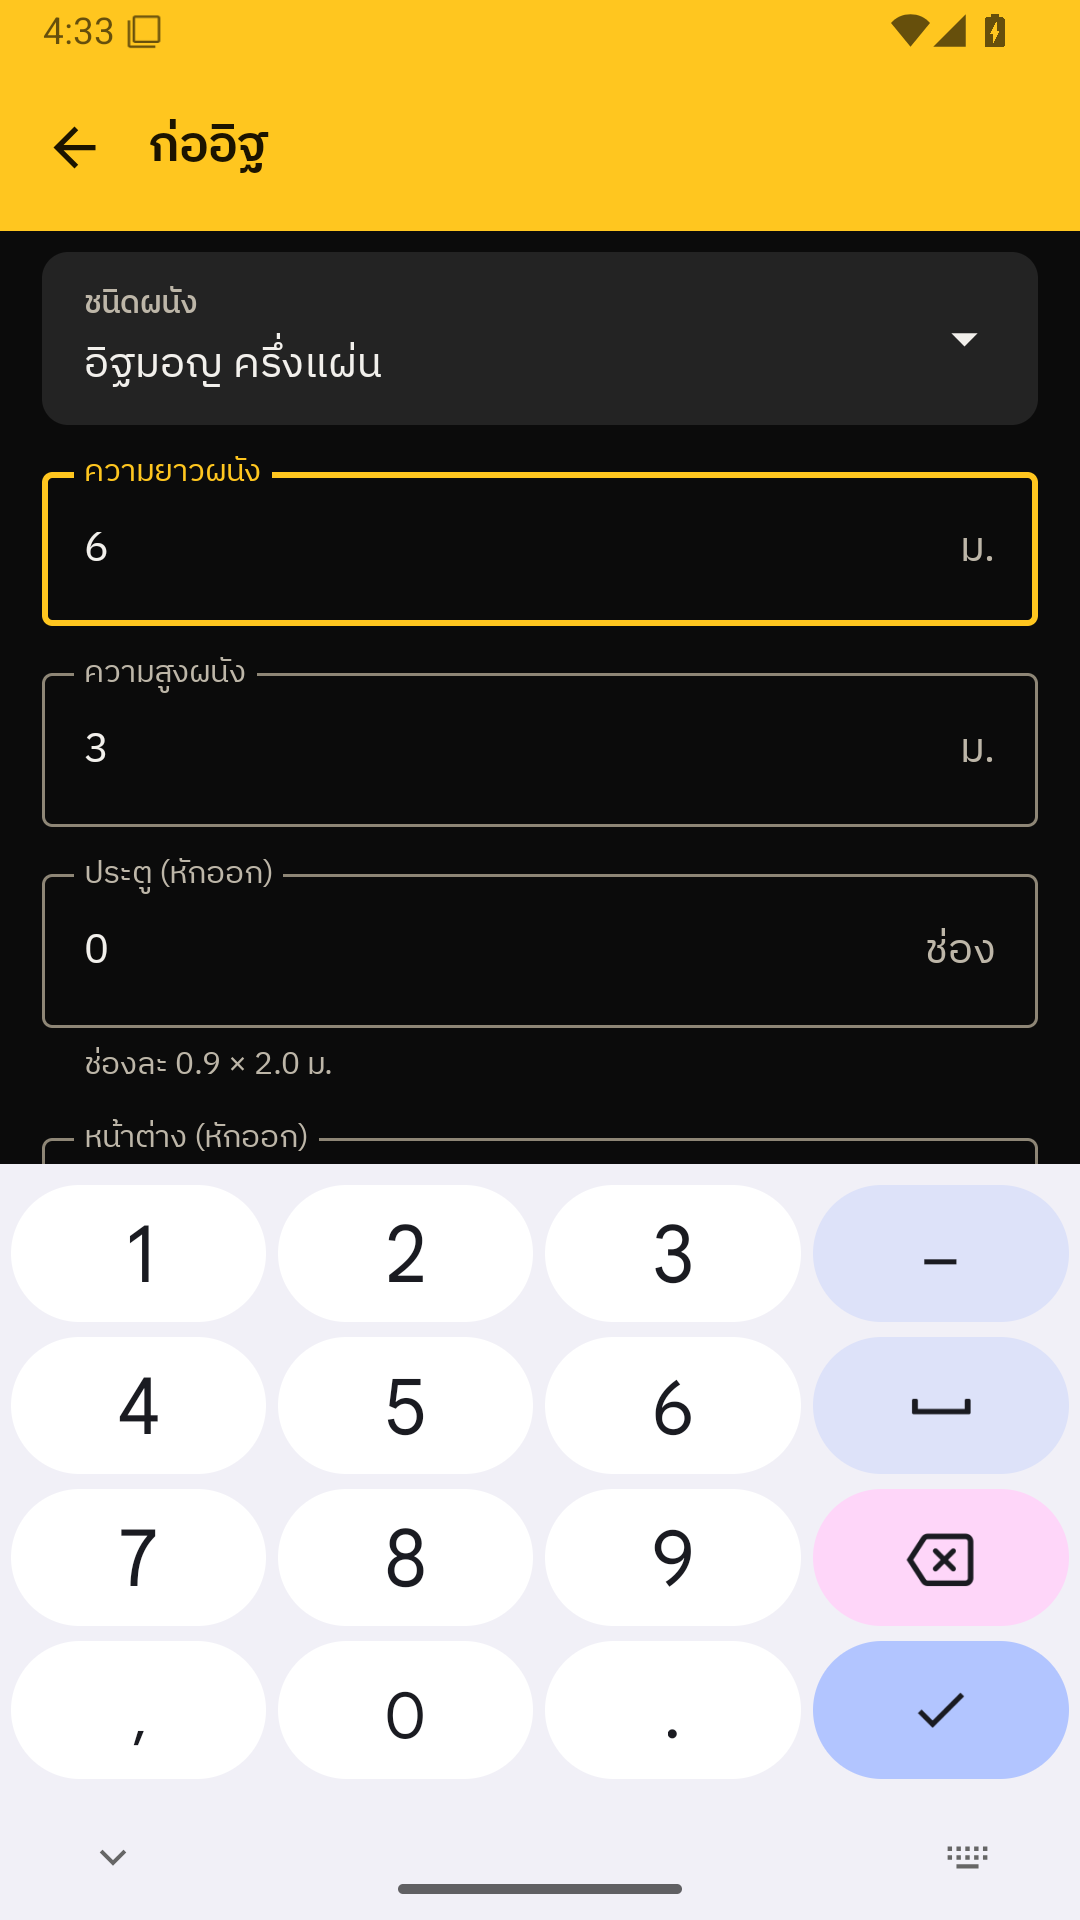 4:33
ก่ออิฐ
ชนิดผนัง
อิฐมอญ ครึ่งแผ่น
ความยาวผนัง
6 ม.
ความสูงผนัง
3 ม.
ประตู (หักออก)
0 ช่อง
ช่องละ 0.9 × 2.0 ม.
หน้าต่าง (หักออก)
1 2 3 –
4 5 6
7 8 9
, 0 .